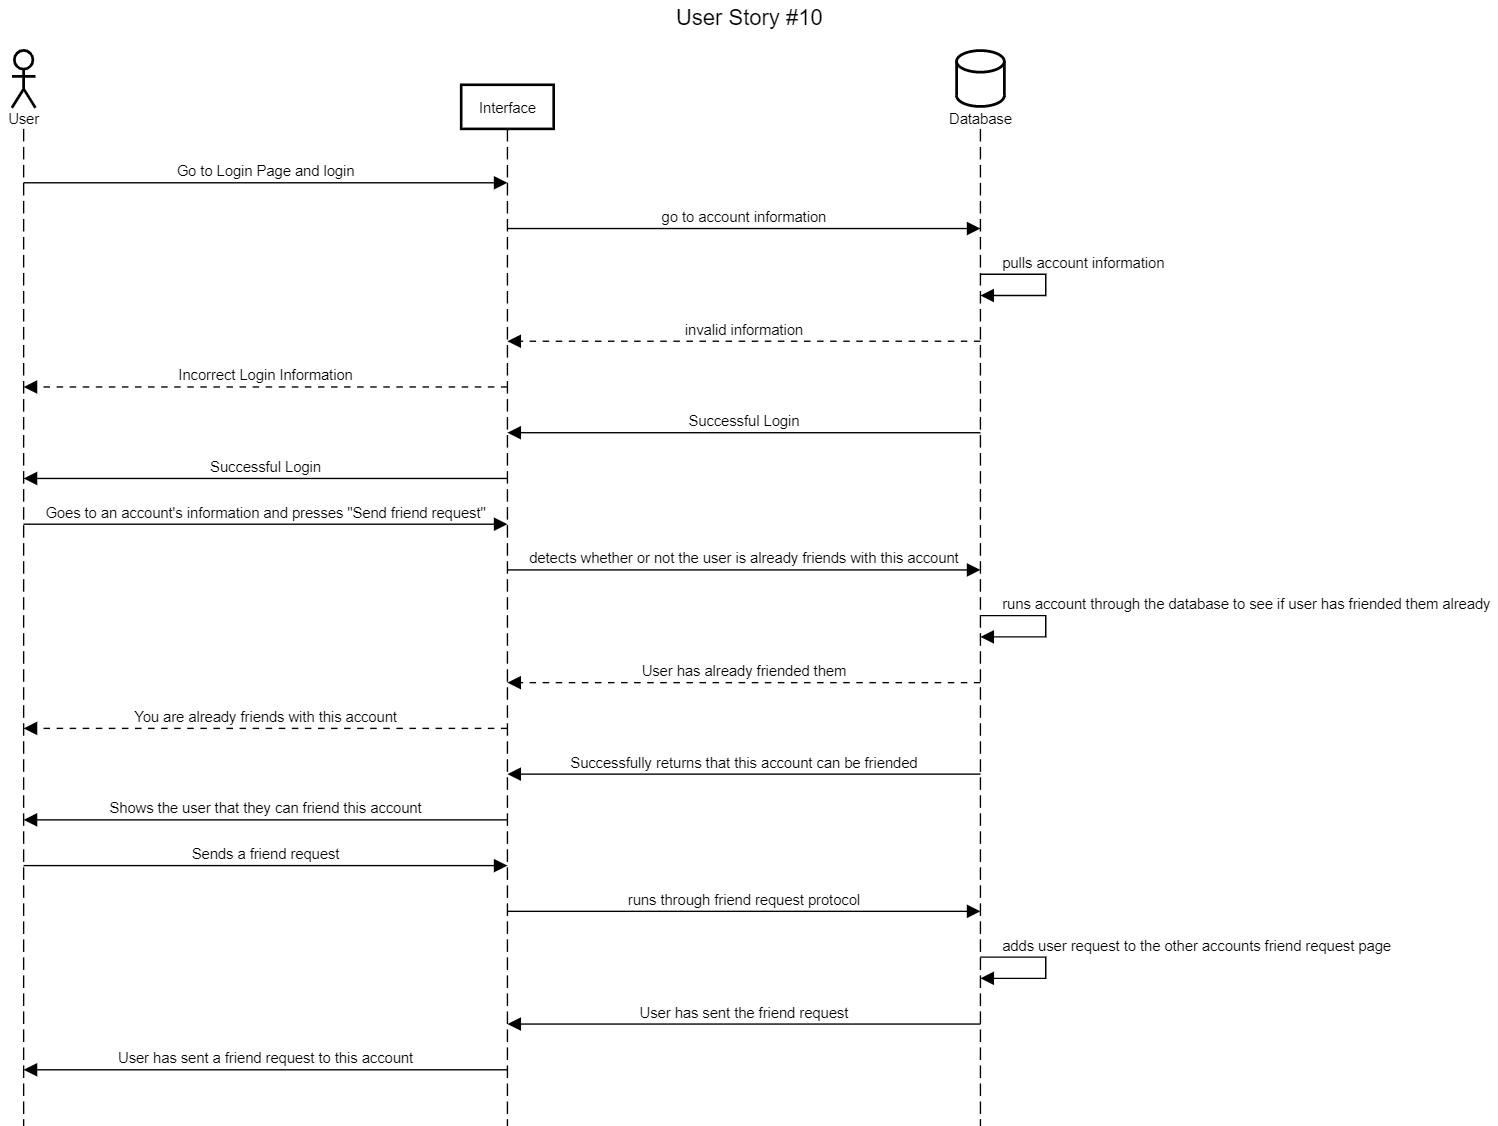 User Story #10
User
Interface
Database
Go to Login Page and login
go to account information
pulls account information
invalid information
Incorrect Login Information
Successful Login
Successful Login
Goes to an account's information and presses "Send friend request"
detects whether or not the user is already friends with this account
runs account through the database to see if user has friended them already
User has already friended them
You are already friends with this account
Successfully returns that this account can be friended
Shows the user that they can friend this account
Sends a friend request
runs through friend request protocol
adds user request to the other accounts friend request page
User has sent the friend request
User has sent a friend request to this account